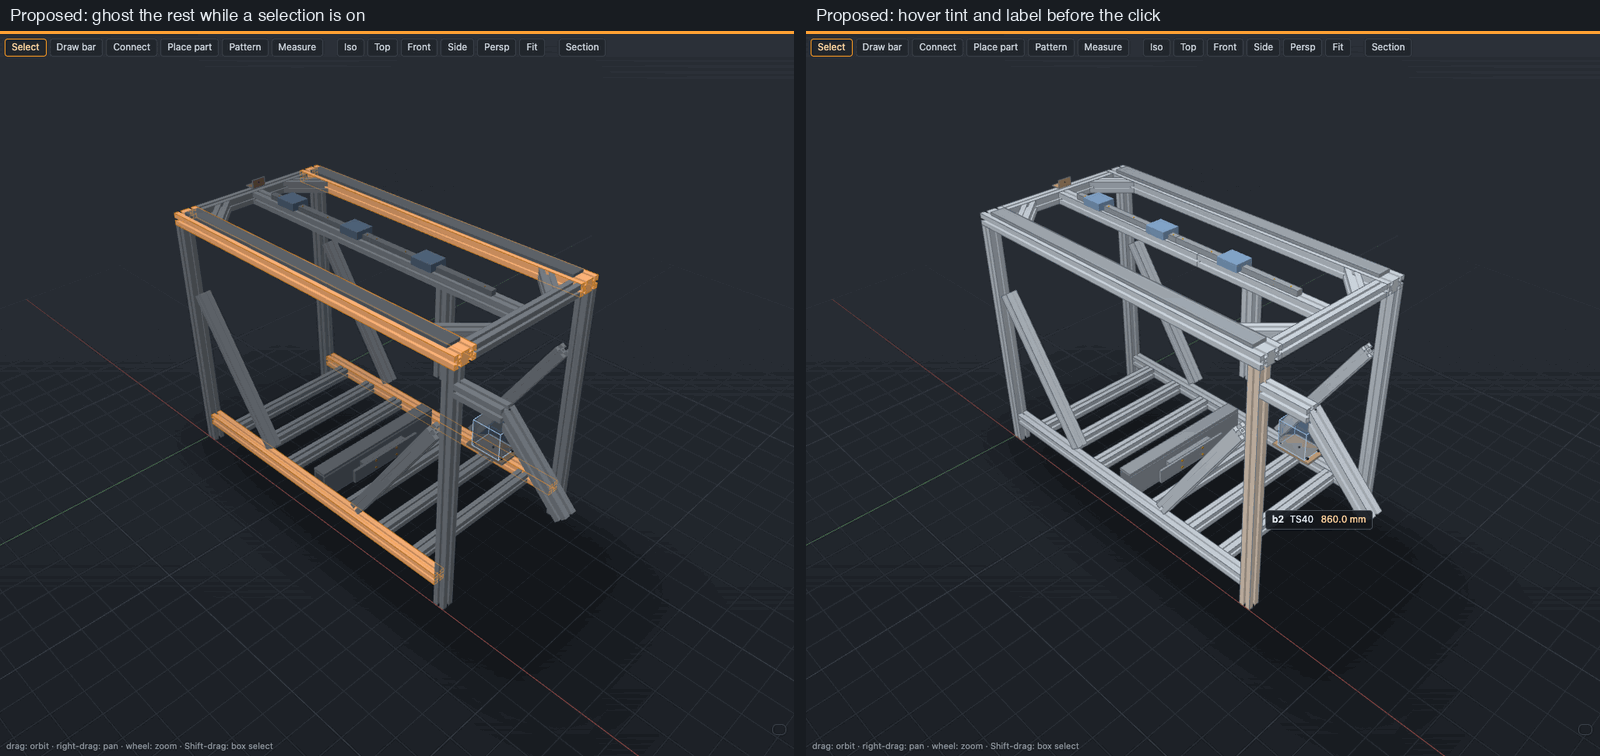 Proposed: ghost the rest while a selection is on
Select Draw bar Connect Place part Pattern Measure Iso Top Front Side Persp Fit Section
drag: orbit · right-drag: pan · wheel: zoom · Shift-drag: box select
Proposed: hover tint and label before the click
Select Draw bar Connect Place part Pattern Measure Iso Top Front Side Persp Fit Section
b2 TS40 860.0 mm
drag: orbit · right-drag: pan · wheel: zoom · Shift-drag: box select